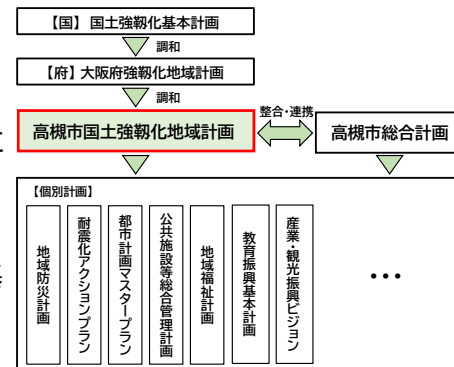 【国】国土強靱化基本計画
調和
【府】大阪府強靱化地域計画
調和
高槻市国土強靱化地域計画
整合・連携
高槻市総合計画
【個別計画】
地域防災計画
耐震化アクションプラン
都市計画マスタープラン
公共施設等総合管理計画
地域福祉計画
教育振興基本計画
産業・観光振興ビジョン
…